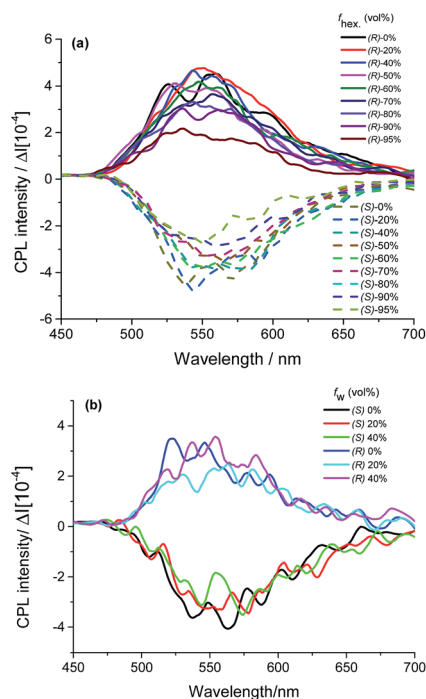 (a)
f hex. (vol%)
(R)-0%
(R)-20%
(R)-40%
(R)-50%
(R)-60%
(R)-70%
(R)-80%
(R)-90%
(R)-95%
(S)-0%
(S)-20%
(S)-40%
(S)-50%
(S)-60%
(S)-70%
(S)-80%
(S)-90%
(S)-95%
CPL intensity / ΔI[10⁻⁴]
6
4
2
0
-2
-4
-6
450 500 550 600 650 700
Wavelength / nm
(b)
f w (vol%)
(S) 0%
(S) 20%
(S) 40%
(R) 0%
(R) 20%
(R) 40%
CPL intensity/ ΔI[10⁻⁴]
4
2
0
-2
-4
450 500 550 600 650 700
Wavelength/nm